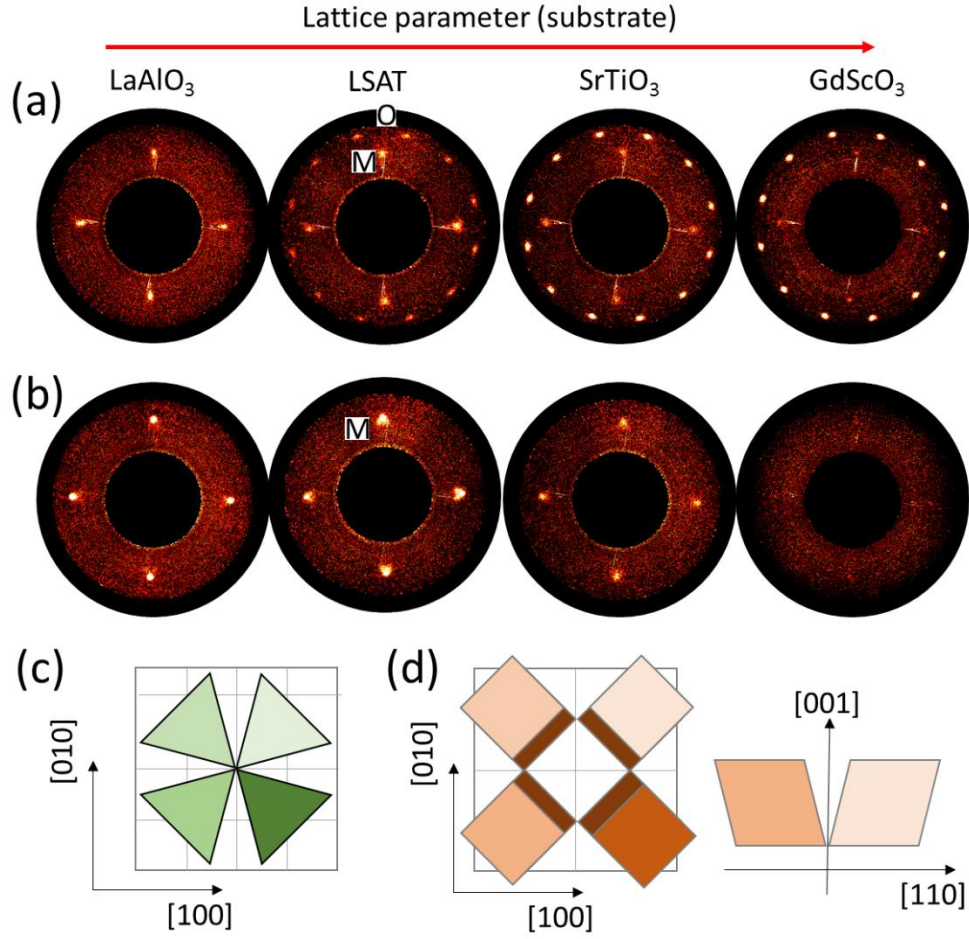 Lattice parameter (substrate)
LaAlO₃ LSAT SrTiO₃ GdScO₃
(a)
O
M
(b)
M
(c) (d)
[001]
[010] [010]
[100] [100] [110]